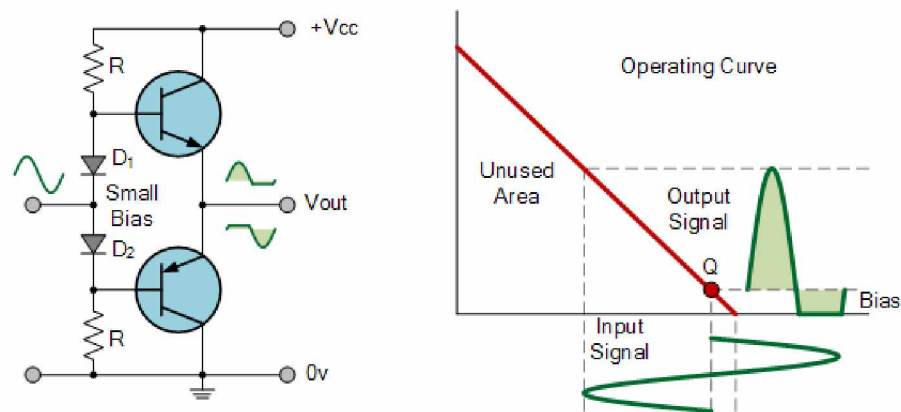 +Vcc
R
D1
Small
Bias
Vout
D2
R
0v
Operating Curve
Unused
Area
Output
Signal
Q
Bias
Input
Signal